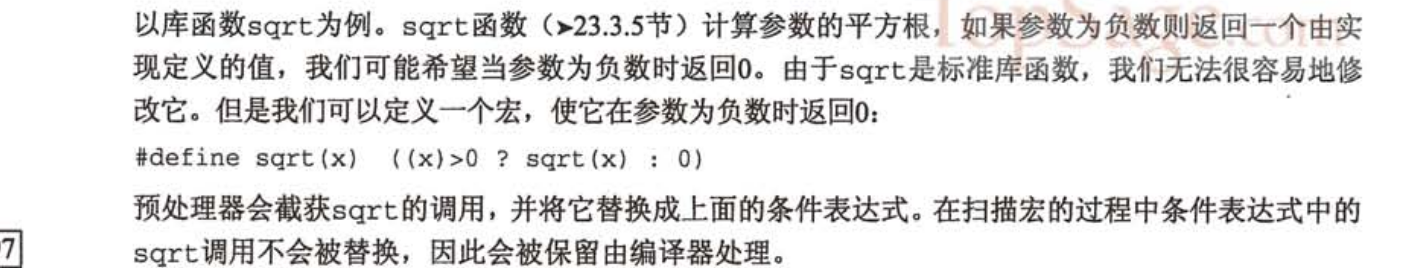 以库函数sqrt为例。sqrt函数（➤23.3.5节）计算参数的平方根，如果参数为负数则返回一个由实
现定义的值，我们可能希望当参数为负数时返回0。由于sqrt是标准库函数，我们无法很容易地修
改它。但是我们可以定义一个宏，使它在参数为负数时返回0：
#define sqrt(x)  ((x)>0 ? sqrt(x) : 0)
预处理器会截获sqrt的调用，并将它替换成上面的条件表达式。在扫描宏的过程中条件表达式中的
sqrt调用不会被替换，因此会被保留由编译器处理。